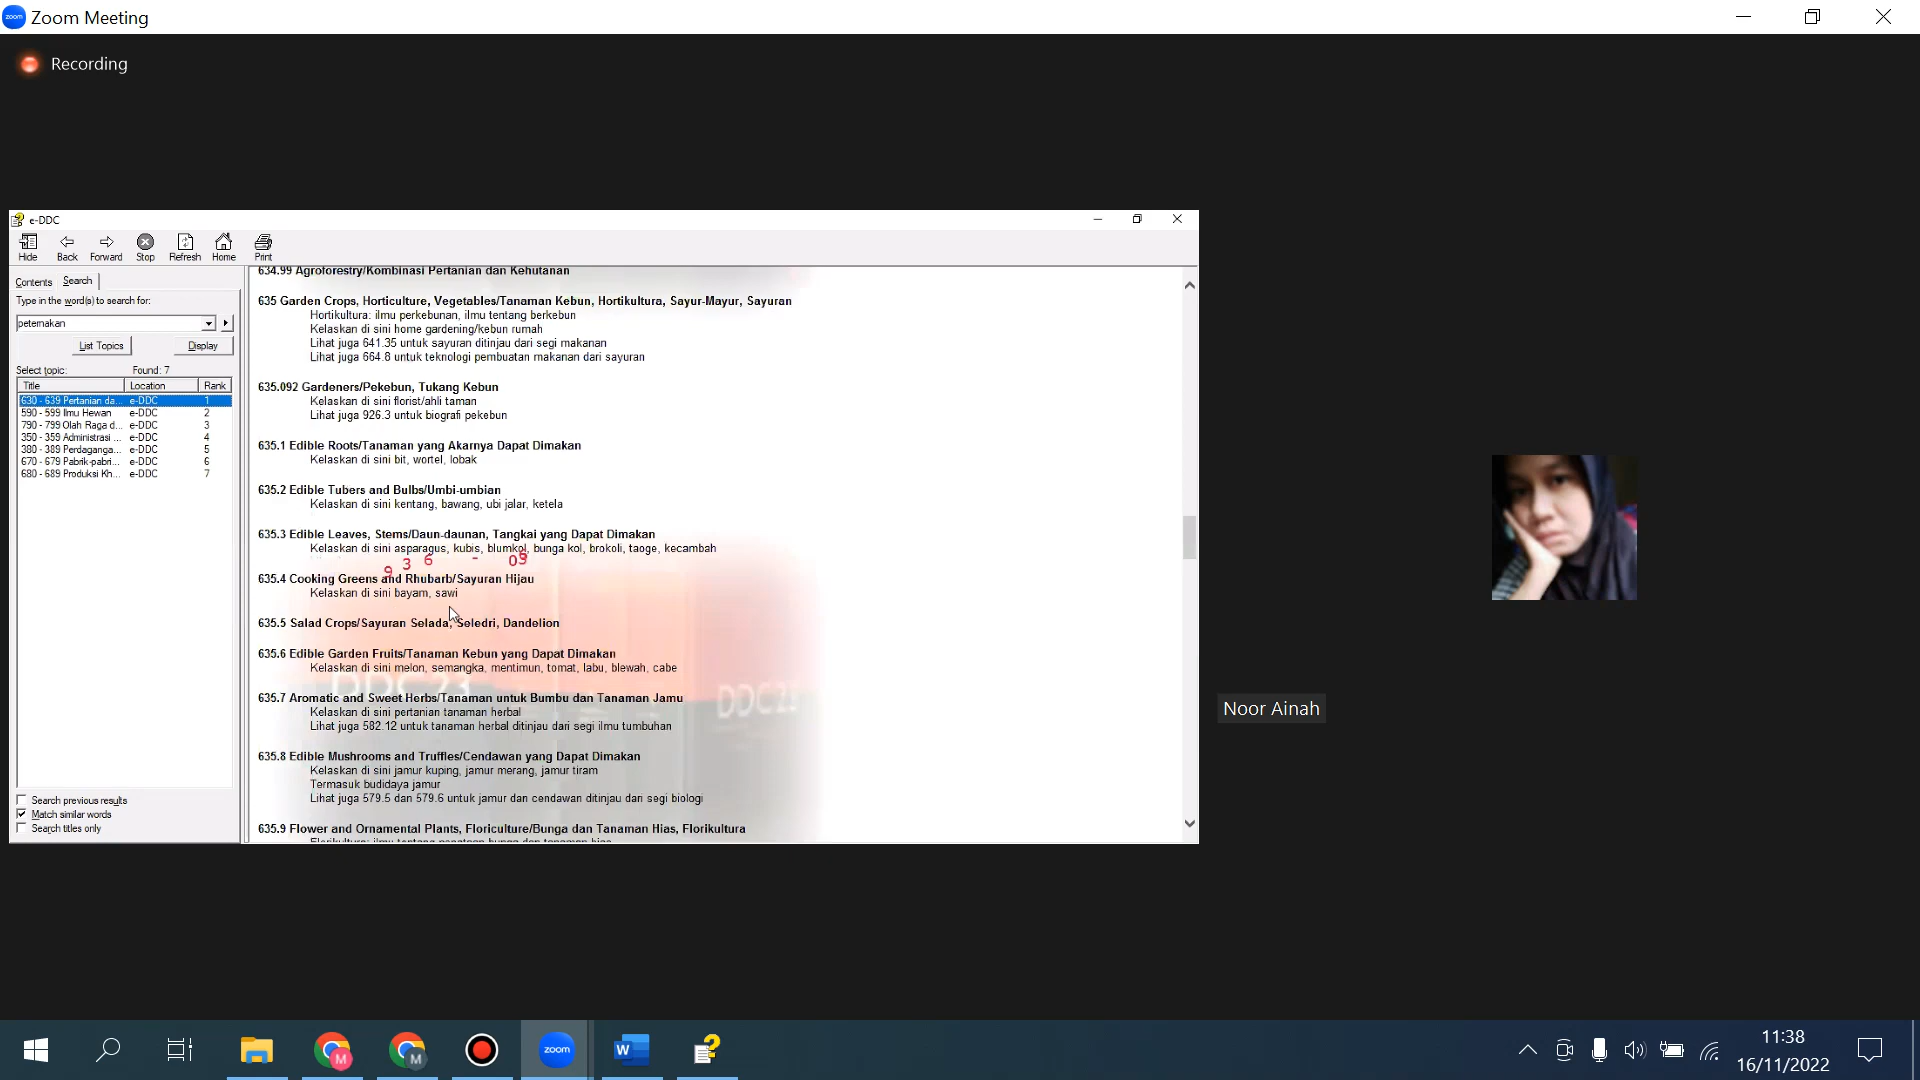 zoom Zoom Meeting
Recording
e-DDC
Hide Back Forward Stop Refresh Home Print
Contents Search
Type in the word(s) to search for:
peternakan
List Topics Display
Select topic: Found: 7
Title Location Rank
630 - 639 Pertanian da... e-DDC 1
590 - 599 Ilmu Hewan e-DDC 2
790 - 799 Olah Raga d... e-DDC 3
350 - 359 Administrasi ... e-DDC 4
380 - 389 Perdaganga... e-DDC 5
670 - 679 Pabrik-pabri... e-DDC 6
680 - 689 Produksi Kh... e-DDC 7
Search previous results
Match similar words
Search titles only
634.99 Agroforestry/Kombinasi Pertanian dan Kehutanan
635 Garden Crops, Horticulture, Vegetables/Tanaman Kebun, Hortikultura, Sayur-Mayur, Sayuran
Hortikultura: ilmu perkebunan, ilmu tentang berkebun
Kelaskan di sini home gardening/kebun rumah
Lihat juga 641.35 untuk sayuran ditinjau dari segi makanan
Lihat juga 664.8 untuk teknologi pembuatan makanan dari sayuran
635.092 Gardeners/Pekebun, Tukang Kebun
Kelaskan di sini florist/ahli taman
Lihat juga 926.3 untuk biografi pekebun
635.1 Edible Roots/Tanaman yang Akarnya Dapat Dimakan
Kelaskan di sini bit, wortel, lobak
635.2 Edible Tubers and Bulbs/Umbi-umbian
Kelaskan di sini kentang, bawang, ubi jalar, ketela
635.3 Edible Leaves, Stems/Daun-daunan, Tangkai yang Dapat Dimakan
Kelaskan di sini asparagus, kubis, blumkol, bunga kol, brokoli, taoge, kecambah
9 3 6 -
635.4 Cooking Greens and Rhubarb/Sayuran Hijau
Kelaskan di sini bayam, sawi
635.5 Salad Crops/Sayuran Selada, Seledri, Dandelion
635.6 Edible Garden Fruits/Tanaman Kebun yang Dapat Dimakan
Kelaskan di sini melon, semangka, mentimun, tomat, labu, blewah, cabe
DDC23 DDC23
635.7 Aromatic and Sweet Herbs/Tanaman untuk Bumbu dan Tanaman Jamu
Kelaskan di sini pertanian tanaman herbal
Lihat juga 582.12 untuk tanaman herbal ditinjau dari segi ilmu tumbuhan
635.8 Edible Mushrooms and Truffles/Cendawan yang Dapat Dimakan
Kelaskan di sini jamur kuping, jamur merang, jamur tiram
Termasuk budidaya jamur
Lihat juga 579.5 dan 579.6 untuk jamur dan cendawan ditinjau dari segi biologi
635.9 Flower and Ornamental Plants, Floriculture/Bunga dan Tanaman Hias, Florikultura
Noor Ainah
M M zoom W
11:38
16/11/2022